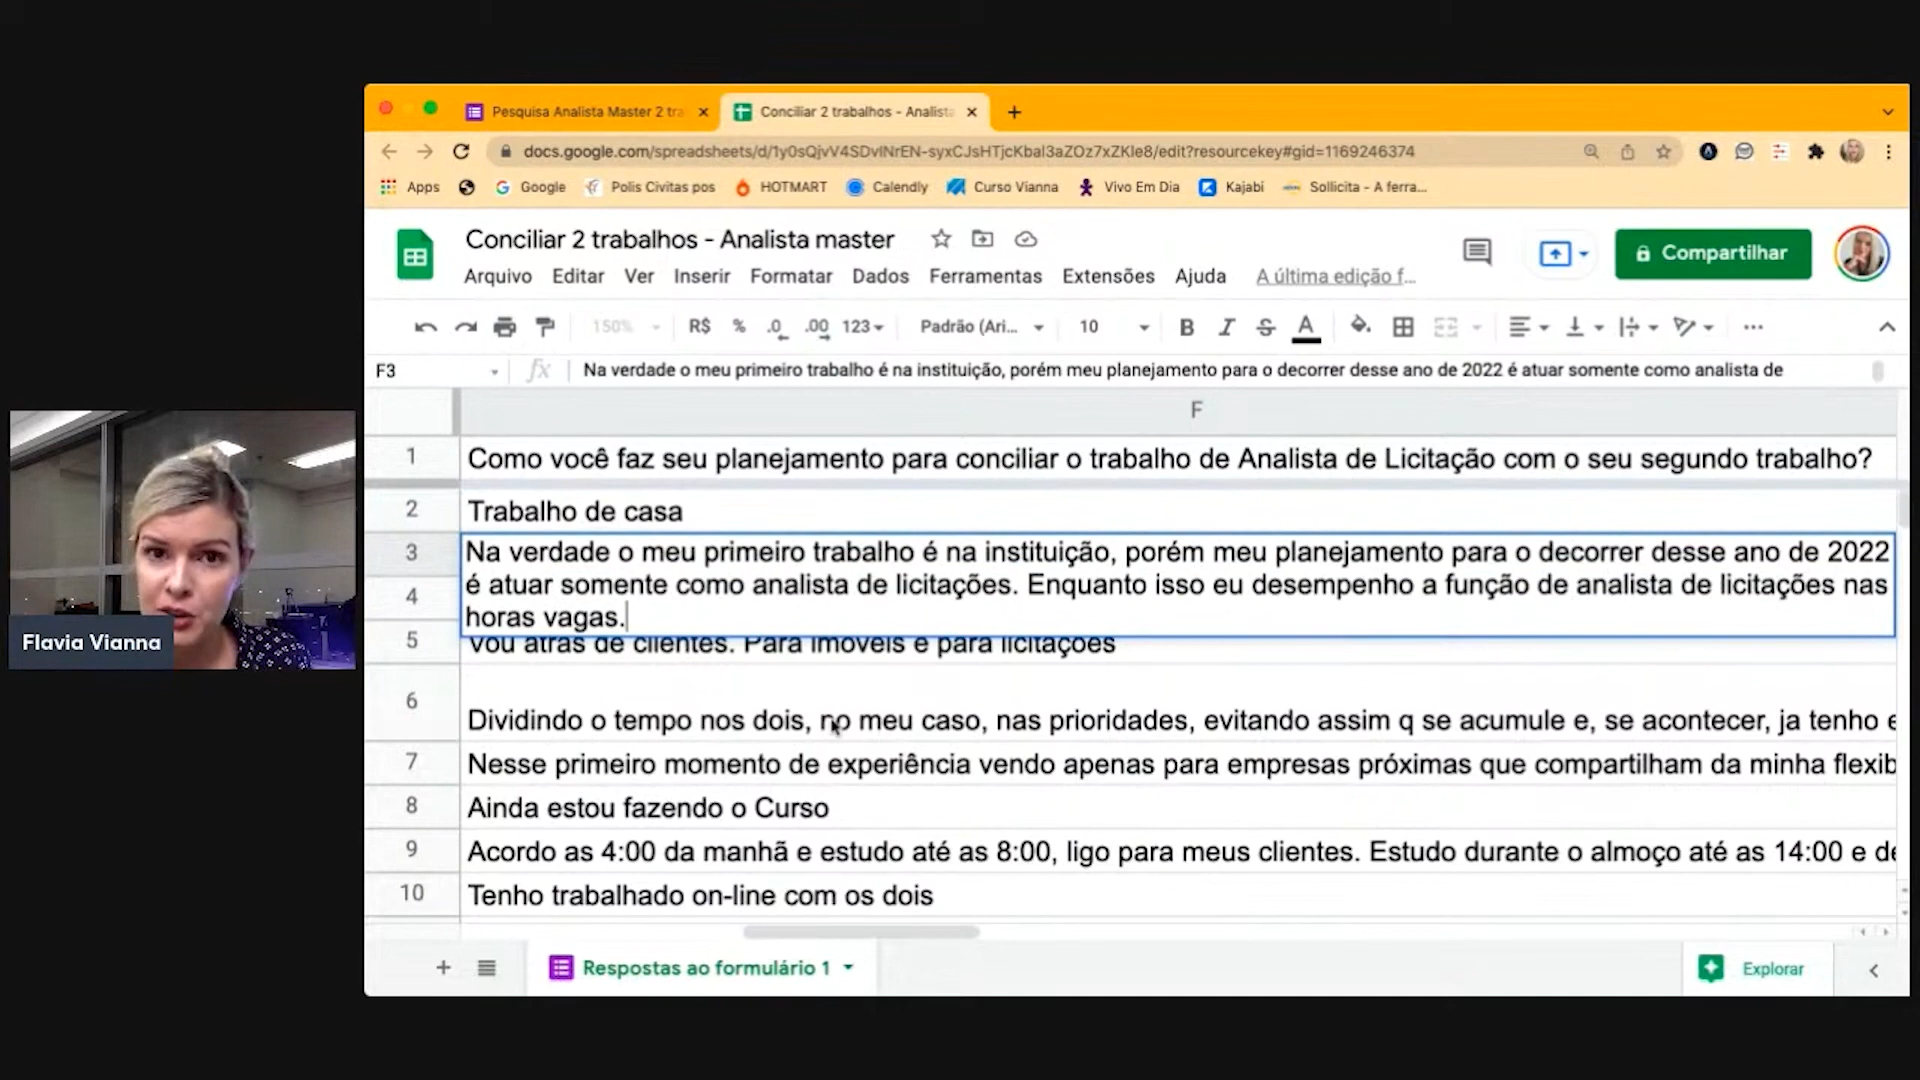 Pesquisa Analista Master 2 tra
Conciliar 2 trabalhos - Analista
docs.google.com/spreadsheets/d/1y0sQjvV4SDvINrEN-syxCJsHTjcKbal3aZOz7xZKIe8/edit?resourcekey#gid=1169246374
Apps Google Polis Civitas pos HOTMART Calendly Curso Vianna Vivo Em Dia Kajabi Sollicita - A ferra...
Conciliar 2 trabalhos - Analista master
Compartilhar
Arquivo Editar Ver Inserir Formatar Dados Ferramentas Extensões Ajuda A última edição f...
150% R$ % .0 .00 123 Padrão (Ari... 10 B I S A ...
F3 fx Na verdade o meu primeiro trabalho é na instituição, porém meu planejamento para o decorrer desse ano de 2022 é atuar somente como analista de
F
1 Como você faz seu planejamento para conciliar o trabalho de Analista de Licitação com o seu segundo trabalho?
2 Trabalho de casa
3 Na verdade o meu primeiro trabalho é na instituição, porém meu planejamento para o decorrer desse ano de 2022
4 é atuar somente como analista de licitações. Enquanto isso eu desempenho a função de analista de licitações nas
horas vagas.
5 Vou atrás de clientes. Para imóveis e para licitações
6 Dividindo o tempo nos dois, no meu caso, nas prioridades, evitando assim q se acumule e, se acontecer, ja tenho e
7 Nesse primeiro momento de experiência vendo apenas para empresas próximas que compartilham da minha flexib
8 Ainda estou fazendo o Curso
9 Acordo as 4:00 da manhã e estudo até as 8:00, ligo para meus clientes. Estudo durante o almoço até as 14:00 e de
10 Tenho trabalhado on-line com os dois
Respostas ao formulário 1
Explorar
Flavia Vianna